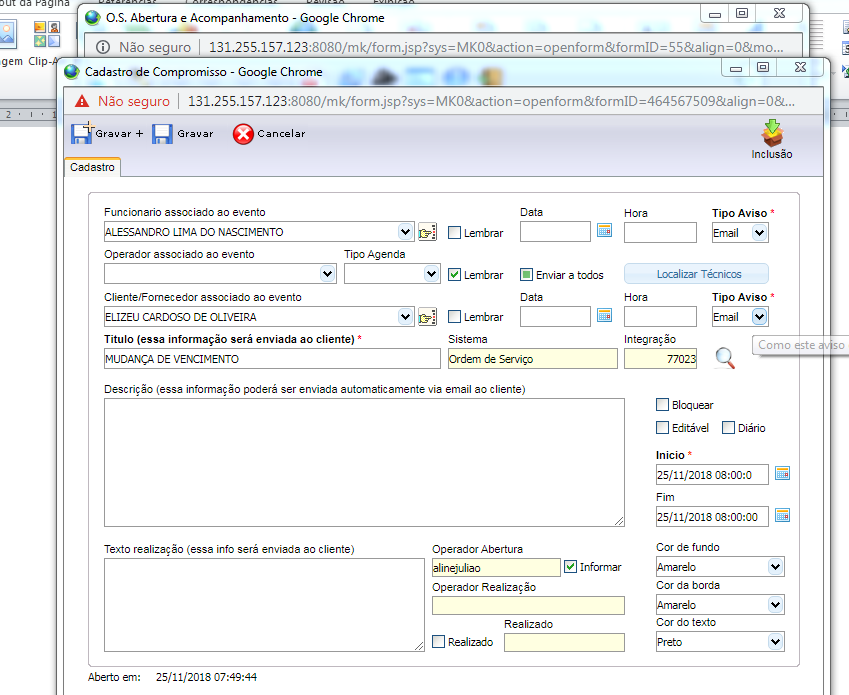 out da Página
Referências
Correspondências
Revisão
Exibição
O.S. Abertura e Acompanhamento - Google Chrome
Não seguro 131.255.157.123:8080/mk/form.jsp?sys=MK0&action=openform&formID=55&align=0&mo...
agem Clip-A
Cadastro de Compromisso - Google Chrome
Não seguro 131.255.157.123:8080/mk/form.jsp?sys=MK0&action=openform&formID=464567509&align=0&...
2 1
Gravar + Gravar Cancelar
Inclusão
Cadastro
Funcionario associado ao evento Data Hora Tipo Aviso *
ALESSANDRO LIMA DO NASCIMENTO Lembrar Email
Operador associado ao evento Tipo Agenda
Lembrar Enviar a todos Localizar Técnicos
Cliente/Fornecedor associado ao evento Data Hora Tipo Aviso *
ELIZEU CARDOSO DE OLIVEIRA Lembrar Email
Titulo (essa informação será enviada ao cliente) * Sistema Integração
Como este aviso
MUDANÇA DE VENCIMENTO Ordem de Serviço 77023
Descrição (essa informação poderá ser enviada automaticamente via email ao cliente)
Bloquear
Editável Diário
Inicio *
25/11/2018 08:00:0
Fim
25/11/2018 08:00:00
Texto realização (essa info será enviada ao cliente) Operador Abertura Cor de fundo
alinejuliao Informar Amarelo
Operador Realização Cor da borda
Amarelo
Realizado Cor do texto
Realizado Preto
Aberto em: 25/11/2018 07:49:44